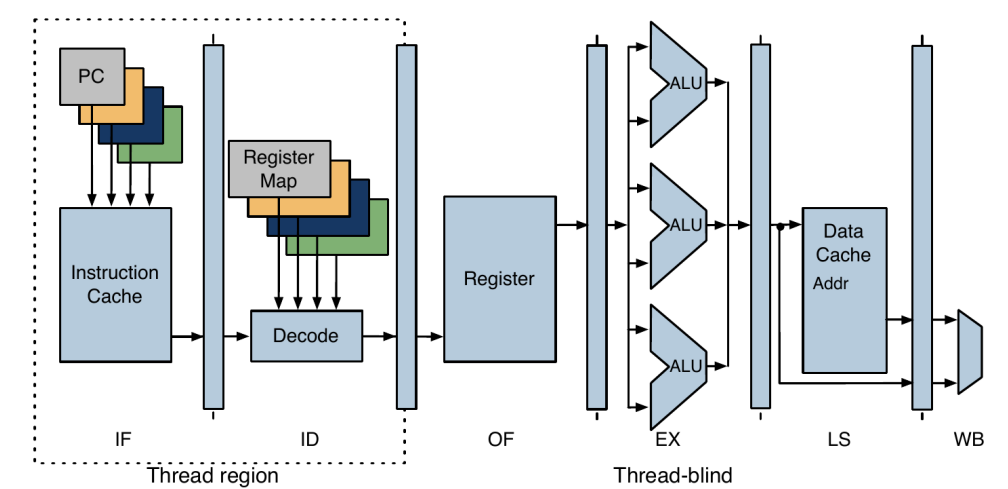 PC
Register
Map
Instruction
Cache
Decode
Register
ALU
ALU
ALU
Data
Cache
Addr
IF
ID
OF
EX
LS
WB
Thread region
Thread-blind